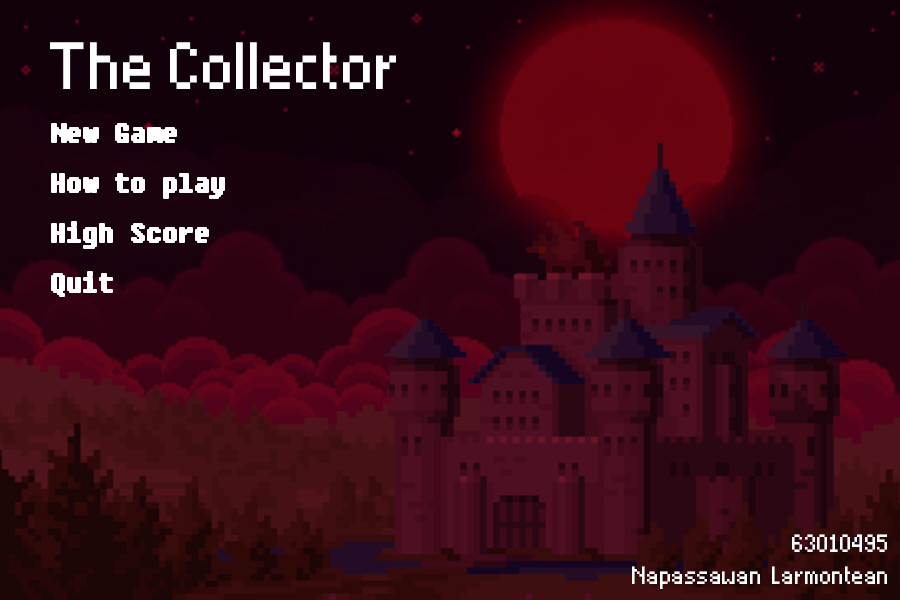 The Collector
New Game
How to play
High Score
Quit
63010495
Napassawan Larmontean